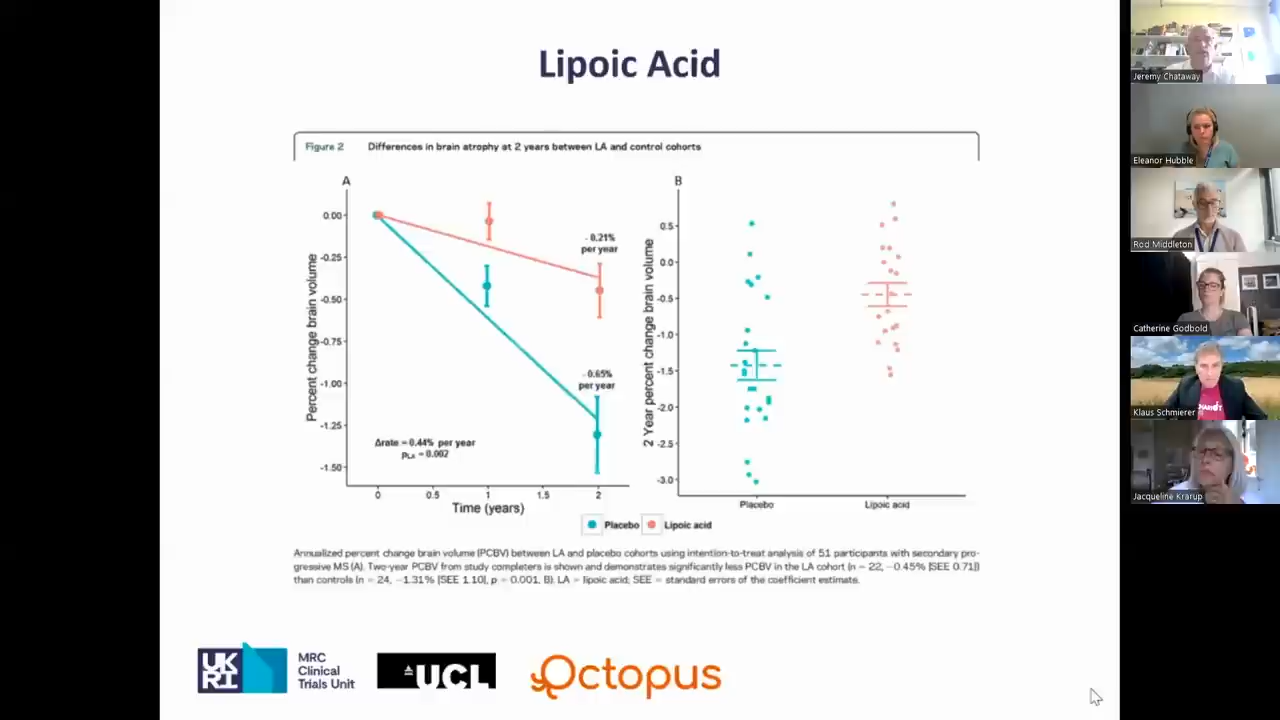 Lipoic Acid
Figure 2 Differences in brain atrophy at 2 years between LA and control cohorts
A
Percent change brain volume
0.00
-0.25
-0.50
-0.75
-1.00
-1.25
-1.50
- 0.21%
per year
- 0.65%
per year
Δrate = 0.44% per year
pLA = 0.002
0 0.5 1 1.5 2
Time (years)
B
2 Year percent change brain volume
0.5
0.0
-0.5
-1.0
-1.5
-2.0
-2.5
-3.0
Placebo Lipoic acid
Placebo Lipoic acid
Annualized percent change brain volume (PCBV) between LA and placebo cohorts using intention-to-treat analysis of 51 participants with secondary pro-
gressive MS (A). Two-year PCBV from study completers is shown and demonstrates significantly less PCBV in the LA cohort (n = 22, −0.45% [SEE 0.71])
than controls (n = 24, −1.31% [SEE 1.10], p = 0.001, B). LA = lipoic acid; SEE = standard errors of the coefficient estimate.
UK
RI
MRC
Clinical
Trials Unit
UCL
Octopus
Jeremy Chataway
Eleanor Hubble
Rod Middleton
Catherine Godbold
Klaus Schmierer
Jacqueline Krarup